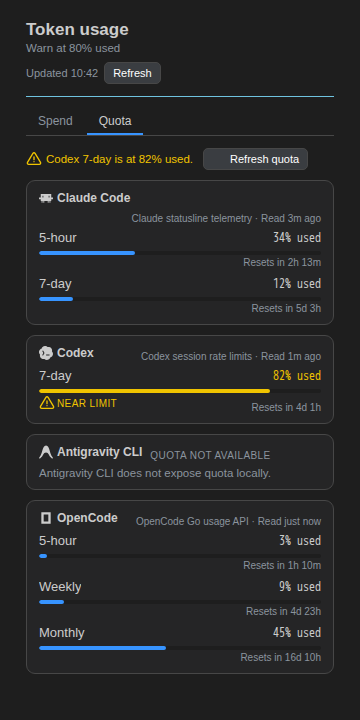 Token usage
Warn at 80% used
Updated 10:42 Refresh
Spend Quota
Codex 7-day is at 82% used. Refresh quota
Claude Code
Claude statusline telemetry · Read 3m ago
5-hour 34% used
Resets in 2h 13m
7-day 12% used
Resets in 5d 3h
Codex Codex session rate limits · Read 1m ago
7-day 82% used
NEAR LIMIT Resets in 4d 1h
Antigravity CLI QUOTA NOT AVAILABLE
Antigravity CLI does not expose quota locally.
OpenCode OpenCode Go usage API · Read just now
5-hour 3% used
Resets in 1h 10m
Weekly 9% used
Resets in 4d 23h
Monthly 45% used
Resets in 16d 10h